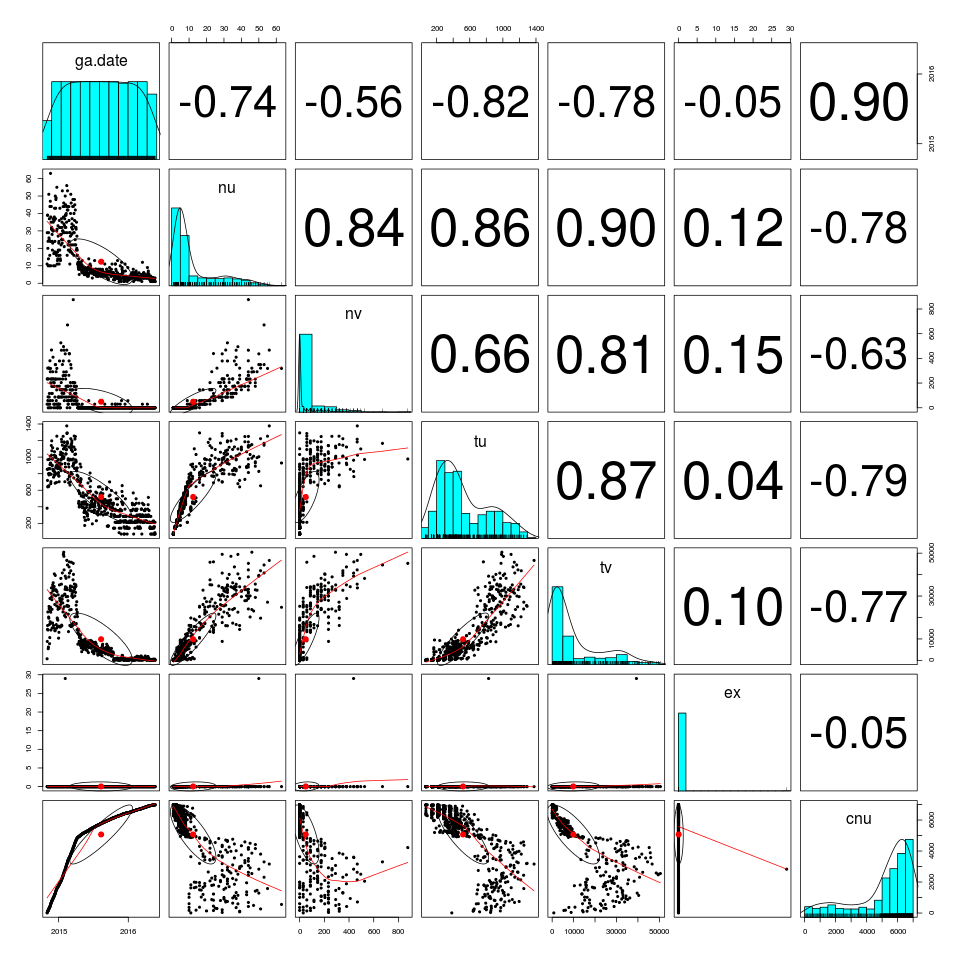 0 10 20 30 40 50 60
200 600 1000 1400
0 5 10 15 20 25 30
ga.date -0.74 -0.56 -0.82 -0.78 -0.05 0.90
2015 2016
0 10 20 30 40 50 60
nu 0.84 0.86 0.90 0.12 -0.78
nv 0.66 0.81 0.15 -0.63
0 200 400 600 800
200 600 1000 1400
tu 0.87 0.04 -0.79
tv 0.10 -0.77
0 10000 30000 50000
0 5 10 15 20 25 30
ex -0.05
cnu
0 2000 4000 6000
2015 2016
0 200 400 600 800
0 10000 30000 50000
0 2000 4000 6000